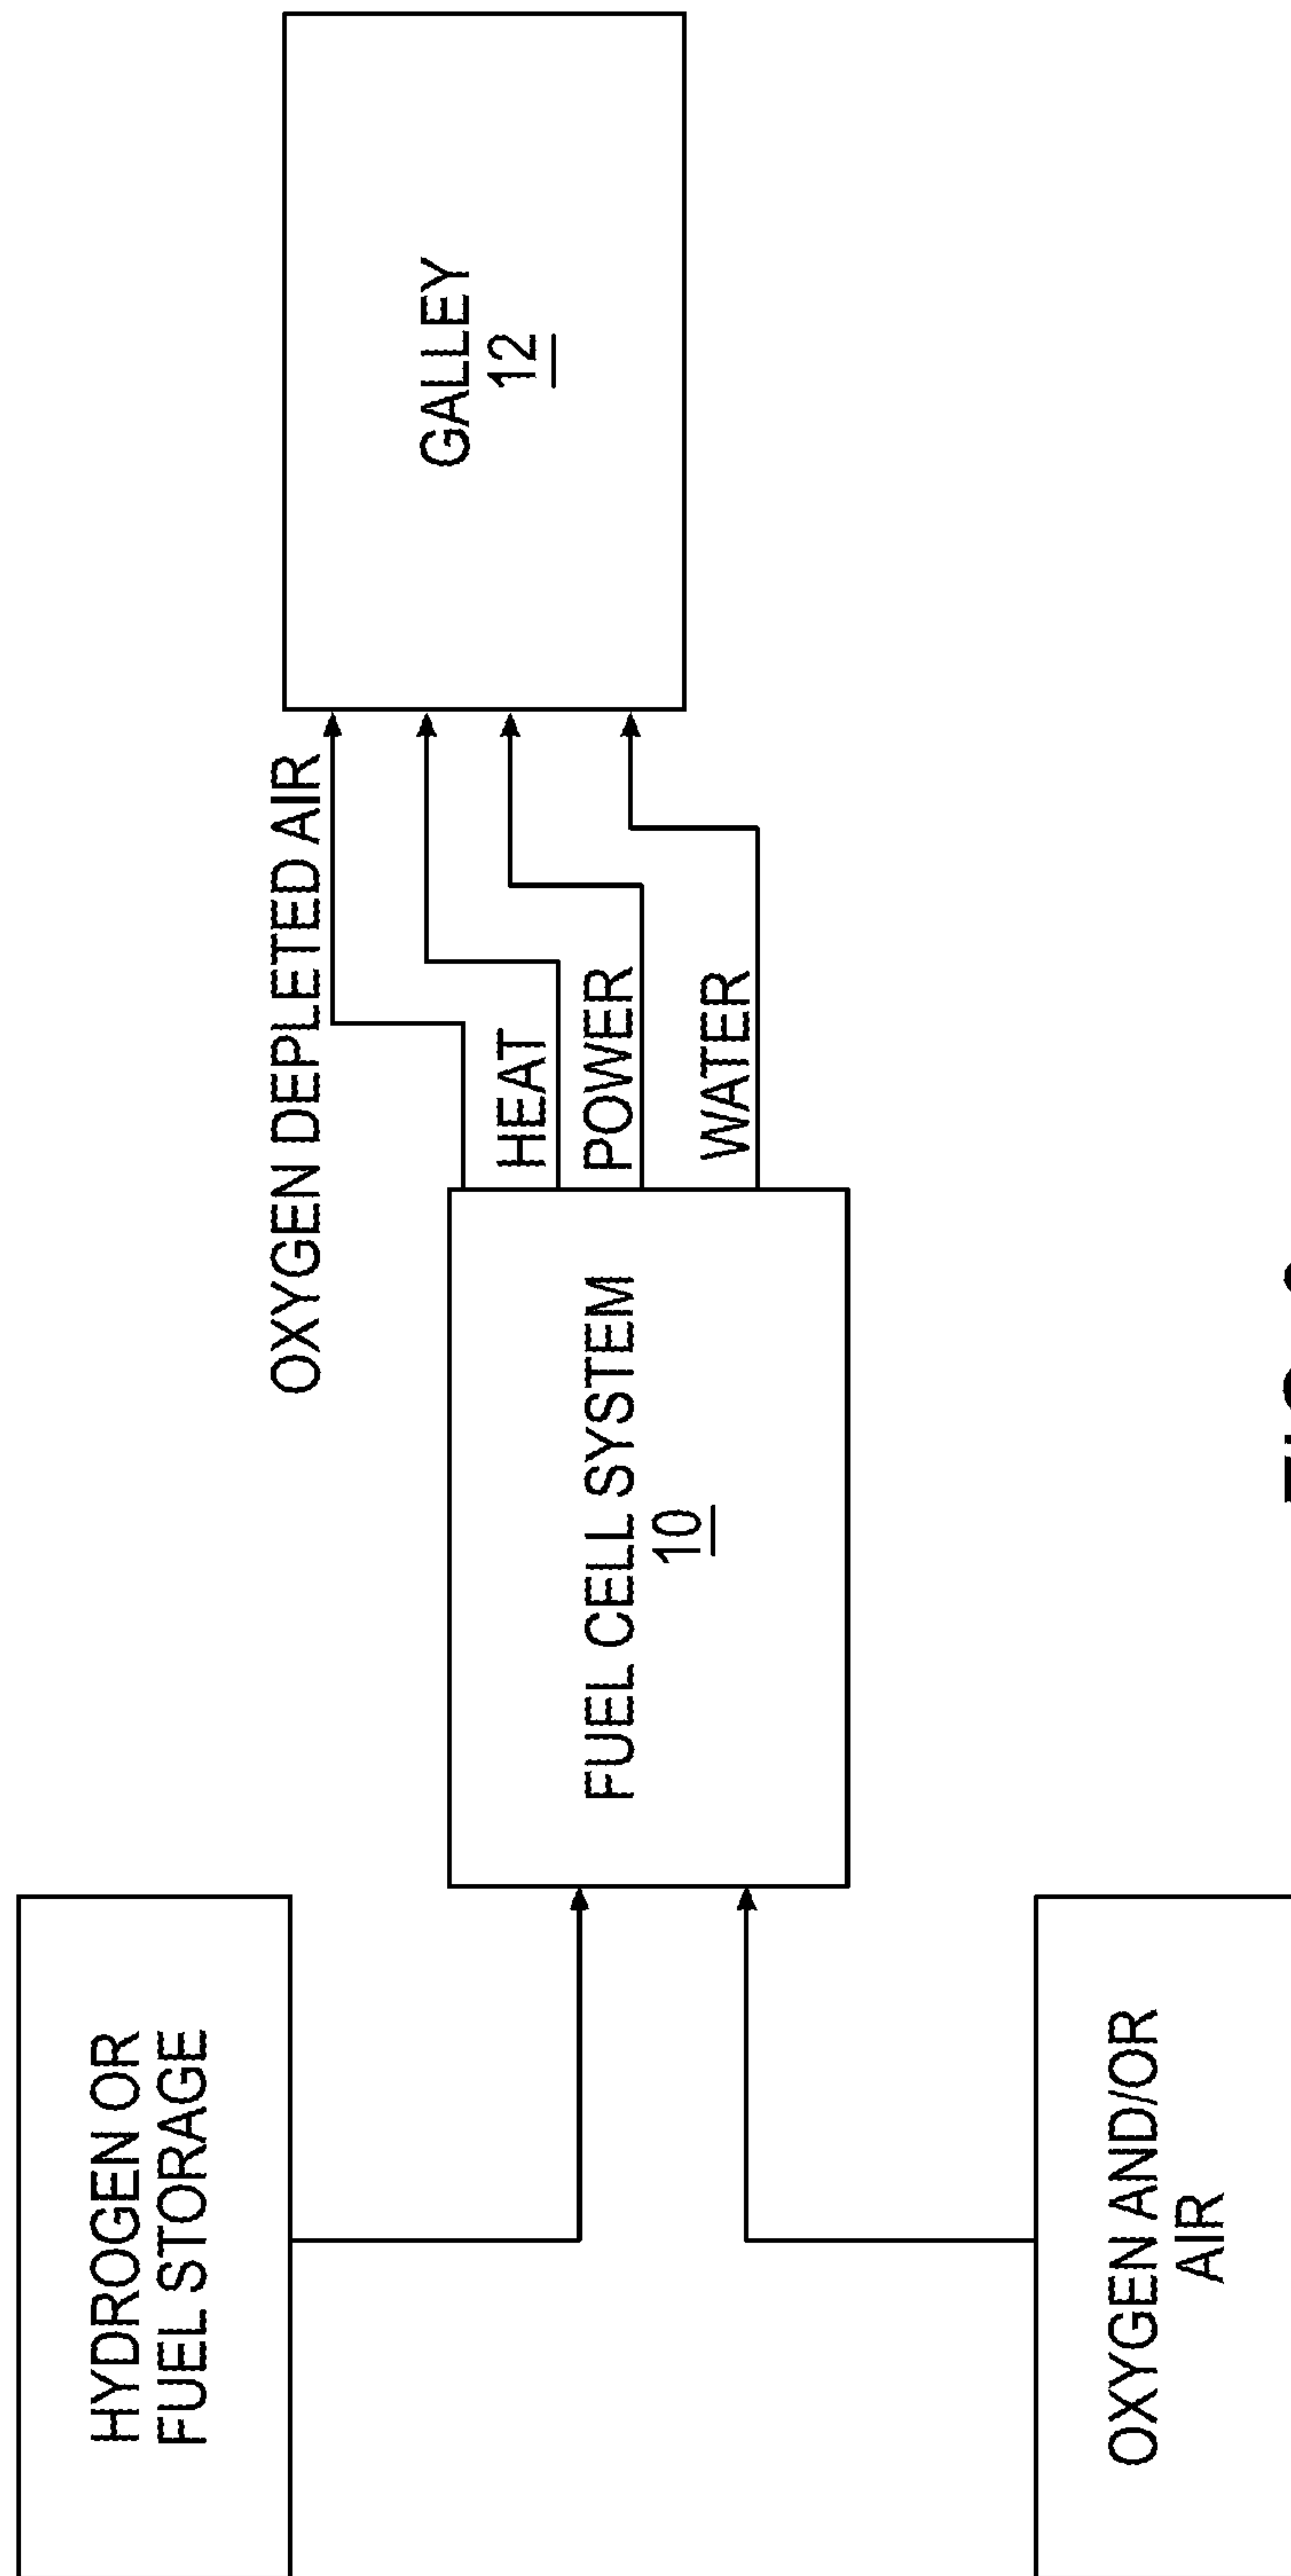 HYDROGEN OR
FUEL STORAGE
OXYGEN AND/OR
AIR
FUEL CELL SYSTEM
10
OXYGEN DEPLETED AIR
HEAT
POWER
WATER
GALLEY
12